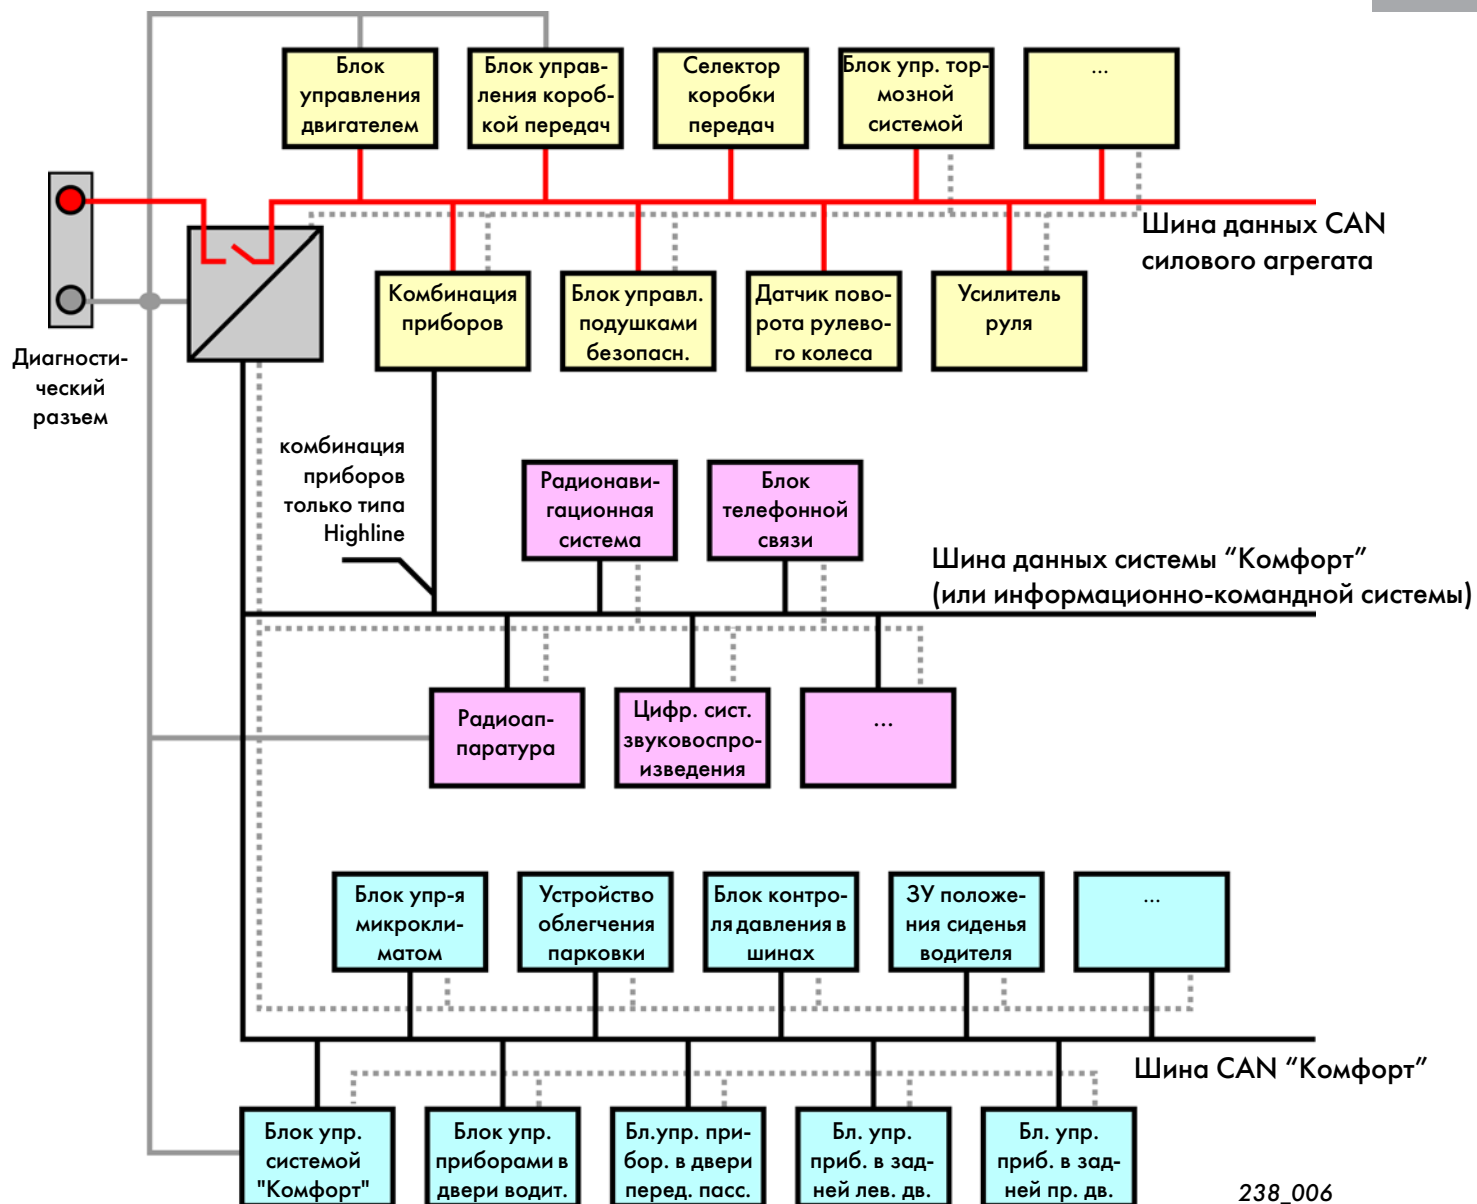 Блок
управления
двигателем
Блок управ-
ления короб-
кой передач
Селектор
коробки
передач
Блок упр. тор-
мозной
системой
...
Шина данных CAN
силового агрегата
Диагности-
ческий
разъем
Комбинация
приборов
Блок управл.
подушками
безопасн.
Датчик пово-
рота рулево-
го колеса
Усилитель
руля
комбинация
приборов
только типа
Highline
Радионави-
гационная
система
Блок
телефонной
связи
Шина данных системы “Комфорт”
(или информационно-командной системы)
Радиоап-
паратура
Цифр. сист.
звуковоспро-
изведения
...
Блок упр-я
микрокли-
матом
Устройство
облегчения
парковки
Блок контро-
ля давления в
шинах
ЗУ положе-
ния сиденья
водителя
...
Шина CAN “Комфорт”
Блок упр.
системой
"Комфорт"
Блок упр.
приборами в
двери водит.
Бл.упр. при-
бор. в двери
перед. пасс.
Бл. упр.
приб. в зад-
ней лев. дв.
Бл. упр.
приб. в зад-
ней пр. дв.
238_006